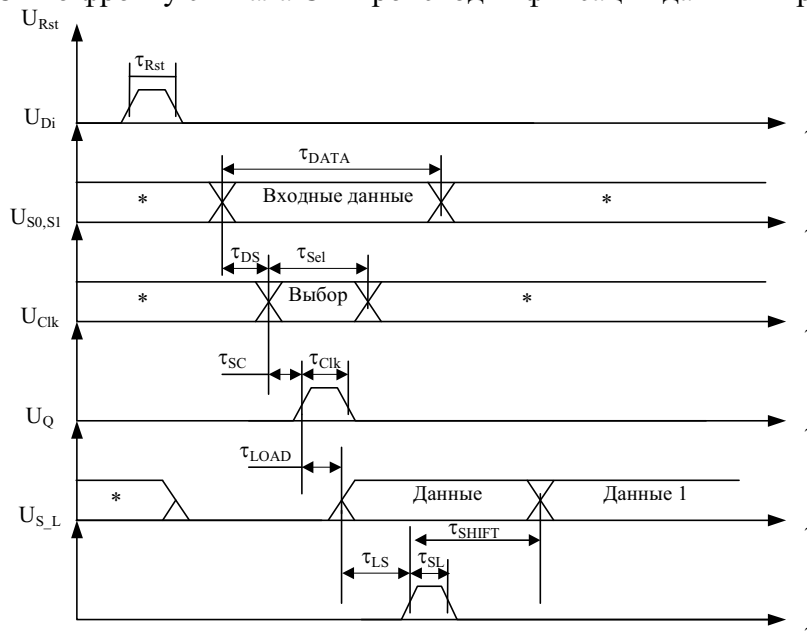 U_Rst
τ_Rst
U_Di
τ_DATA
* Входные данные *
U_S0,S1
τ_DS τ_Sel
* Выбор *
U_Clk
τ_SC τ_Clk
U_Q
τ_LOAD
* Данные Данные 1
U_S_L
τ_SHIFT
τ_LS τ_SL